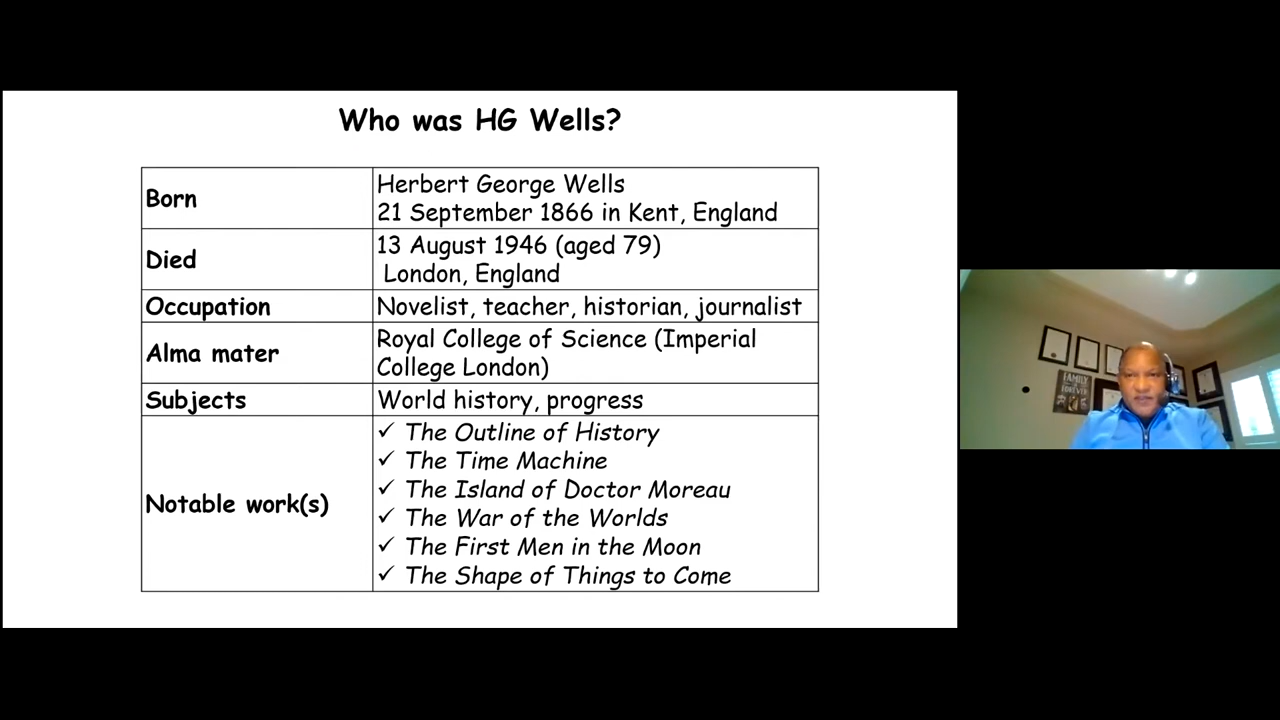 Who was HG Wells?
Born
Herbert George Wells
21 September 1866 in Kent, England
Died
13 August 1946 (aged 79)
London, England
Occupation
Novelist, teacher, historian, journalist
Alma mater
Royal College of Science (Imperial
College London)
Subjects
World history, progress
Notable work(s)
✓ The Outline of History
✓ The Time Machine
✓ The Island of Doctor Moreau
✓ The War of the Worlds
✓ The First Men in the Moon
✓ The Shape of Things to Come
FAMILY
FOREVER